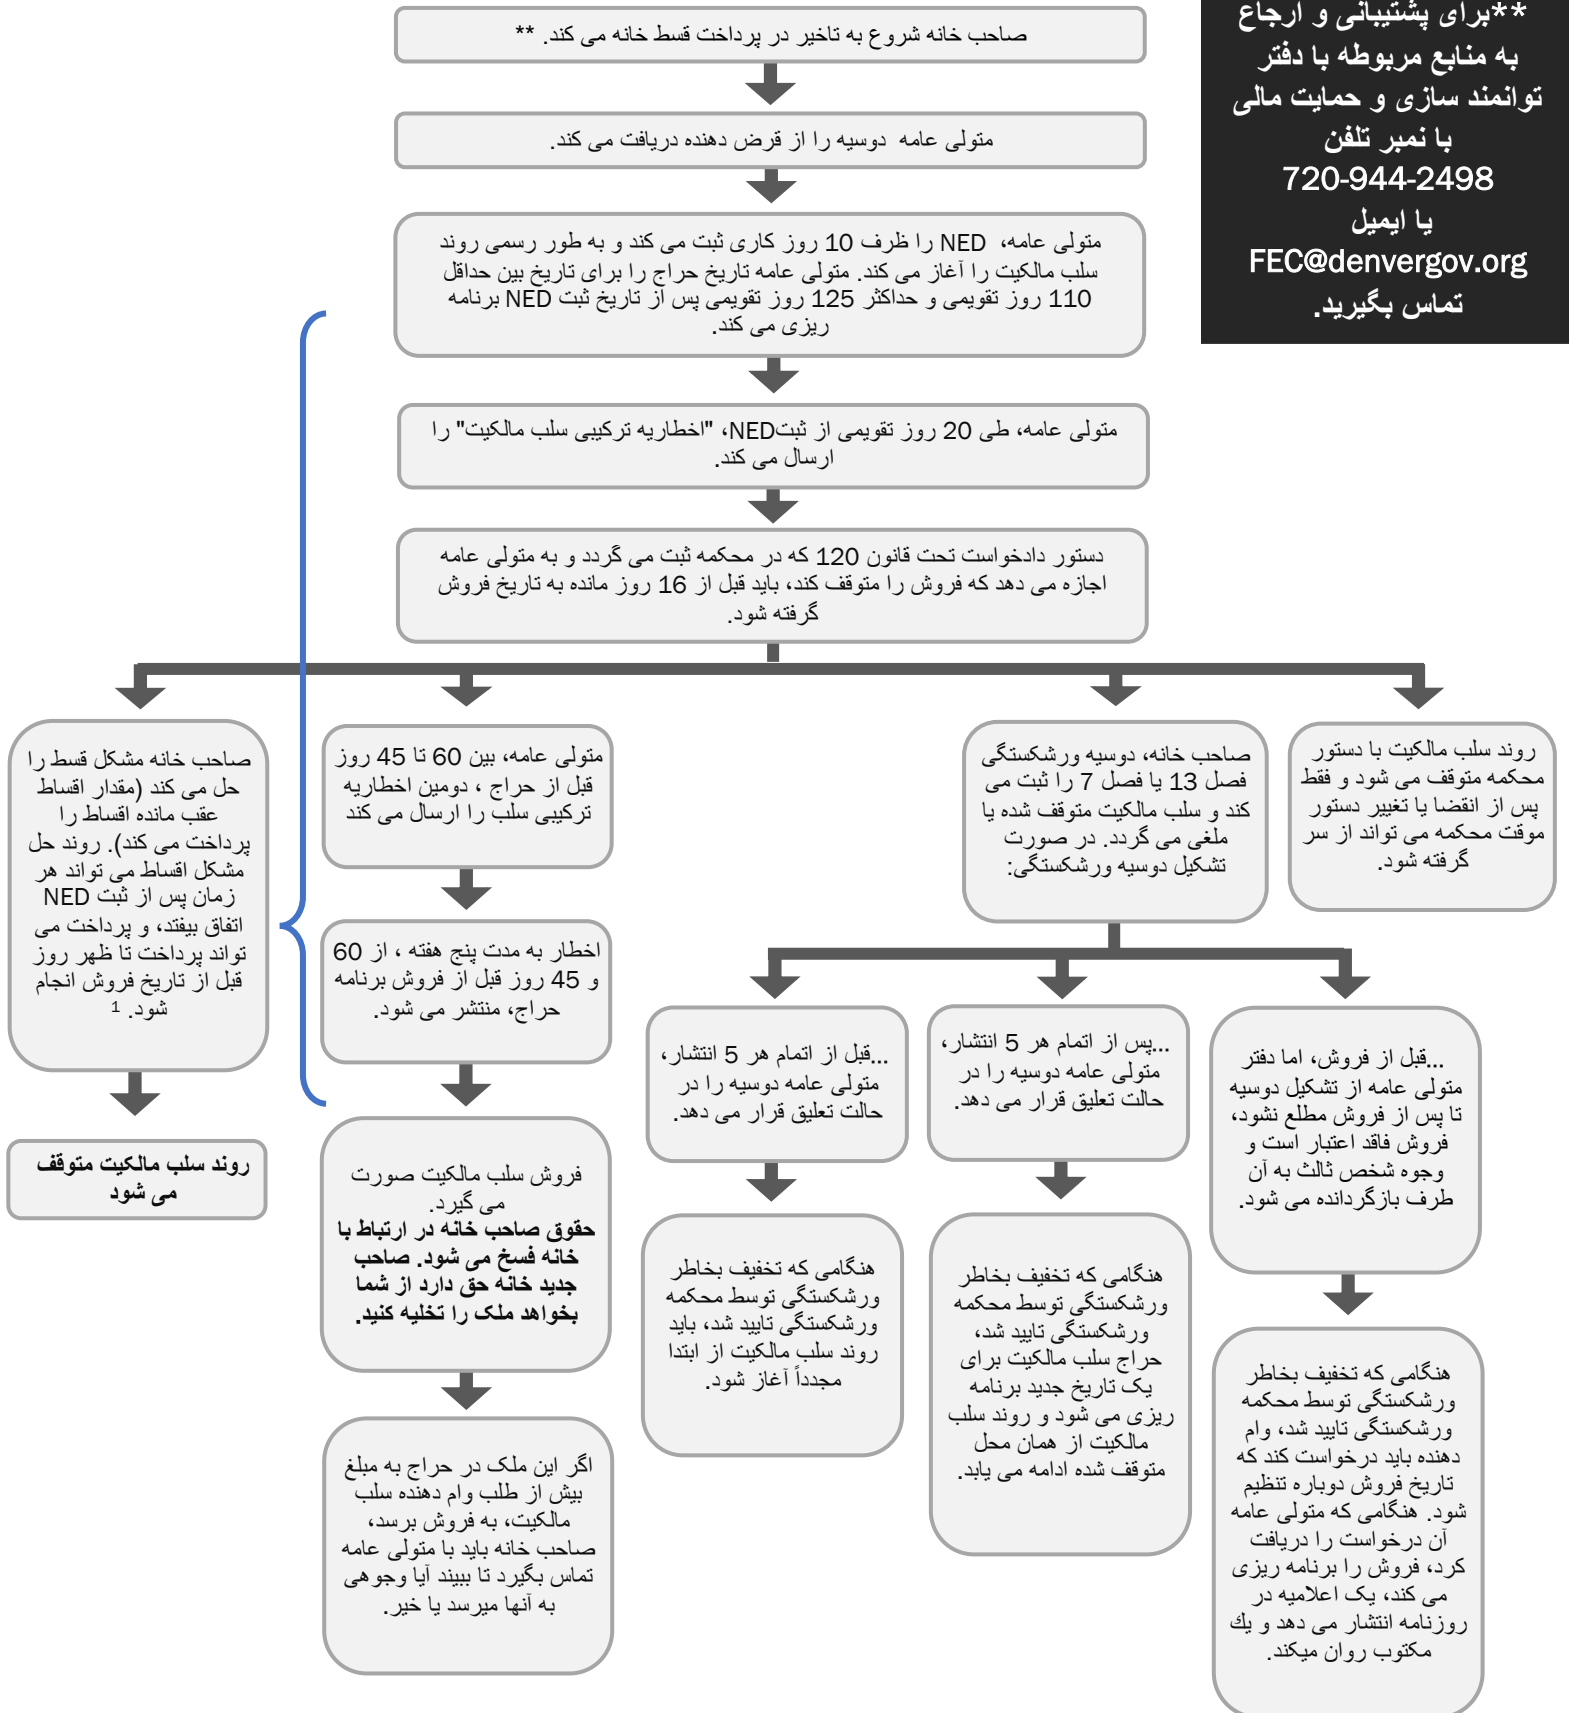 **برای پشتیبانی و ارجاع
به منابع مربوطه با دفتر
توانمند سازی و حمایت مالی
با نمبر تلفن
720-944-2498
یا ایمیل
FEC@denvergov.org
تماس بگیرید.
صاحب خانه شروع به تاخیر در پرداخت قسط خانه می کند. **
متولی عامه دوسیه را از قرض دهنده دریافت می کند.
متولی عامه، NED را ظرف 10 روز کاری ثبت می کند و به طور رسمی روند
سلب مالکیت را آغاز می کند. متولی عامه تاریخ حراج را برای تاریخ بین حداقل
110 روز تقویمی و حداکثر 125 روز تقویمی پس از تاریخ ثبت NED برنامه
ریزی می کند.
متولی عامه، طی 20 روز تقویمی از ثبتNED، "اخطاریه ترکیبی سلب مالکیت" را
ارسال می کند.
دستور دادخواست تحت قانون 120 که در محکمه ثبت می گردد و به متولی عامه
اجازه می دهد که فروش را متوقف کند، باید قبل از 16 روز مانده به تاریخ فروش
گرفته شود.
روند سلب مالکیت با دستور
محکمه متوقف می شود و فقط
پس از انقضا یا تغییر دستور
موقت محکمه می تواند از سر
گرفته شود.
صاحب خانه، دوسیه ورشکستگی
فصل 13 یا فصل 7 را ثبت می
کند و سلب مالکیت متوقف شده یا
ملغی می گردد. در صورت
تشکیل دوسیه ورشکستگی:
...قبل از فروش، اما دفتر
متولی عامه از تشکیل دوسیه
تا پس از فروش مطلع نشود،
فروش فاقد اعتبار است و
وجوه شخص ثالث به آن
طرف بازگردانده می شود.
هنگامی که تخفیف بخاطر
ورشکستگی توسط محکمه
ورشکستگی تایید شد، وام
دهنده باید درخواست کند که
تاریخ فروش دوباره تنظیم
شود. هنگامی که متولی عامه
آن درخواست را دریافت
کرد، فروش را برنامه ریزی
می کند، یک اعلامیه در
روزنامه انتشار می دهد و يك
مکتوب روان میکند.
...پس از اتمام هر 5 انتشار،
متولی عامه دوسیه را در
حالت تعلیق قرار می دهد.
هنگامی که تخفیف بخاطر
ورشکستگی توسط محکمه
ورشکستگی تایید شد،
حراج سلب مالکیت برای
یک تاریخ جدید برنامه
ریزی می شود و روند سلب
مالکیت از همان محل
متوقف شده ادامه می یابد.
...قبل از اتمام هر 5 انتشار،
متولی عامه دوسیه را در
حالت تعلیق قرار می دهد.
هنگامی که تخفیف بخاطر
ورشکستگی توسط محکمه
ورشکستگی تایید شد، باید
روند سلب مالکیت از ابتدا
مجدداً آغاز شود.
متولی عامه، بین 60 تا 45 روز
قبل از حراج ، دومین اخطاریه
ترکیبی سلب را ارسال می کند
اخطار به مدت پنج هفته ، از 60
و 45 روز قبل از فروش برنامه
حراج، منتشر می شود.
فروش سلب مالکیت صورت
می گیرد.
حقوق صاحب خانه در ارتباط با
خانه فسخ می شود. صاحب
جدید خانه حق دارد از شما
بخواهد ملک را تخلیه کنید.
اگر این ملک در حراج به مبلغ
بیش از طلب وام دهنده سلب
مالکیت، به فروش برسد،
صاحب خانه باید با متولی عامه
تماس بگیرد تا ببیند آیا وجوهی
به آنها میرسد یا خیر.
صاحب خانه مشکل قسط را
حل می کند (مقدار اقساط
عقب مانده اقساط را
پرداخت می کند). روند حل
مشکل اقساط می تواند هر
زمان پس از ثبت NED
اتفاق بیفتد، و پرداخت می
تواند پرداخت تا ظهر روز
قبل از تاریخ فروش انجام
شود. ¹
روند سلب مالکیت متوقف
می شود